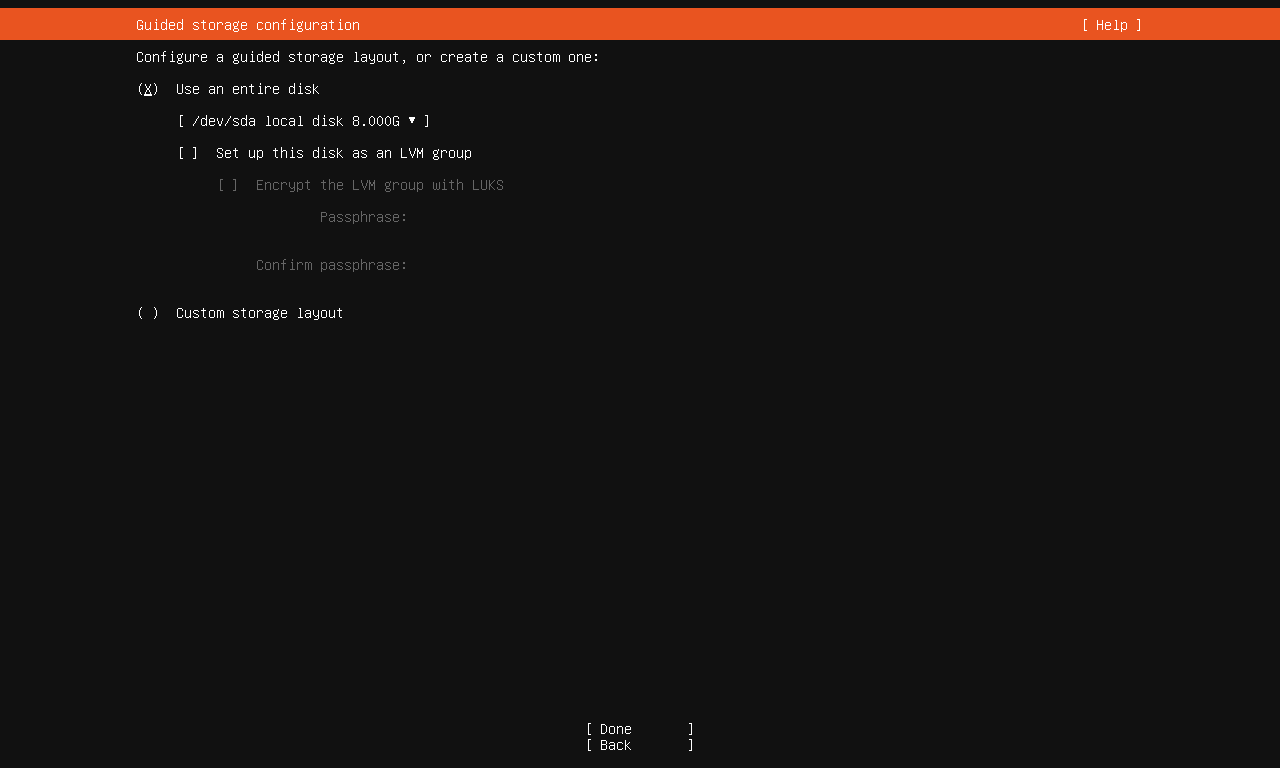 Guided storage configuration [ Help ]
Configure a guided storage layout, or create a custom one:
(X) Use an entire disk
[ /dev/sda local disk 8.000G ▾ ]
[ ] Set up this disk as an LVM group
[ ] Encrypt the LVM group with LUKS
Passphrase:
Confirm passphrase:
( ) Custom storage layout
[ Done ]
[ Back ]